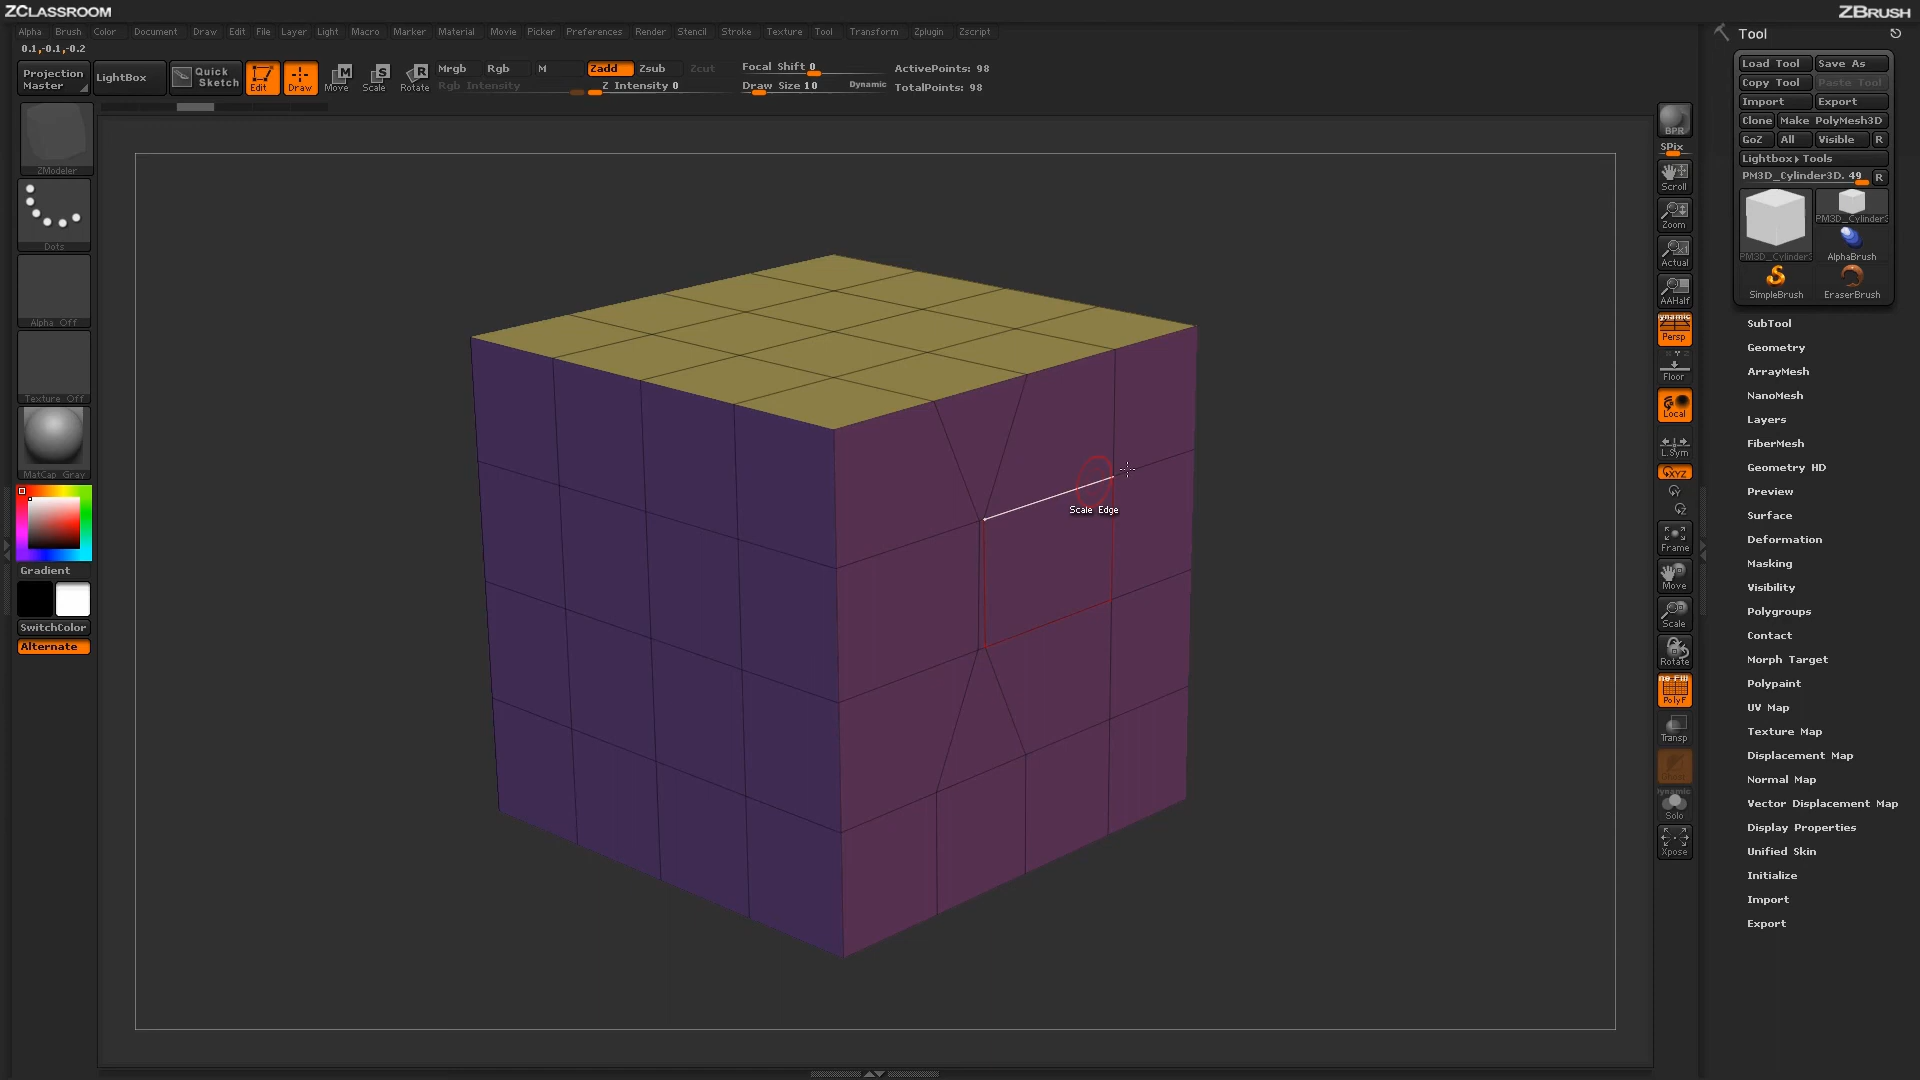 ZCLASSROOM
ZBRUSH
Alpha Brush Color Document Draw Edit File Layer Light Macro Marker Material Movie Picker Preferences Render Stencil Stroke Texture Tool Transform Zplugin Zscript
0.1,-0.1,-0.2
Projection Master
LightBox
Quick Sketch
Edit
Draw
Move
Scale
Rotate
Mrgb Rgb M
Rgb Intensity
Zadd Zsub Zcut
Z Intensity 0
Focal Shift 0
Draw Size 10
Dynamic
ActivePoints: 98
TotalPoints: 98
ZModeler
Dots
Alpha Off
Texture Off
MatCap Gray
Gradient
SwitchColor
Alternate
Scale Edge
BPR
SPix
Scroll
Zoom
Actual
AAHalf
Persp
Floor
Local
L.Sym
XYZ
Frame
Move
Scale
Rotate
PolyF
Transp
Dynamic
Solo
Xpose
Tool
Load Tool
Save As
Copy Tool
Paste Tool
Import
Export
Clone
Make PolyMesh3D
GoZ
All
Visible
R
Lightbox▸Tools
PM3D_Cylinder3D. 49
R
PM3D_Cylinder3
PM3D_Cylinder3
AlphaBrush
SimpleBrush
EraserBrush
SubTool
Geometry
ArrayMesh
NanoMesh
Layers
FiberMesh
Geometry HD
Preview
Surface
Deformation
Masking
Visibility
Polygroups
Contact
Morph Target
Polypaint
UV Map
Texture Map
Displacement Map
Normal Map
Vector Displacement Map
Display Properties
Unified Skin
Initialize
Import
Export